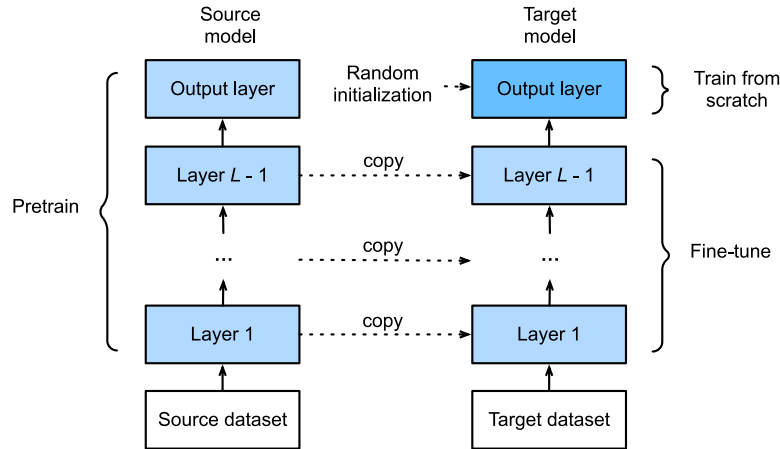 Source
model
Target
model
Output layer
Random
initialization
Output layer
Train from
scratch
Layer L - 1
copy
Layer L - 1
Pretrain
...
copy
...
Fine-tune
Layer 1
copy
Layer 1
Source dataset
Target dataset